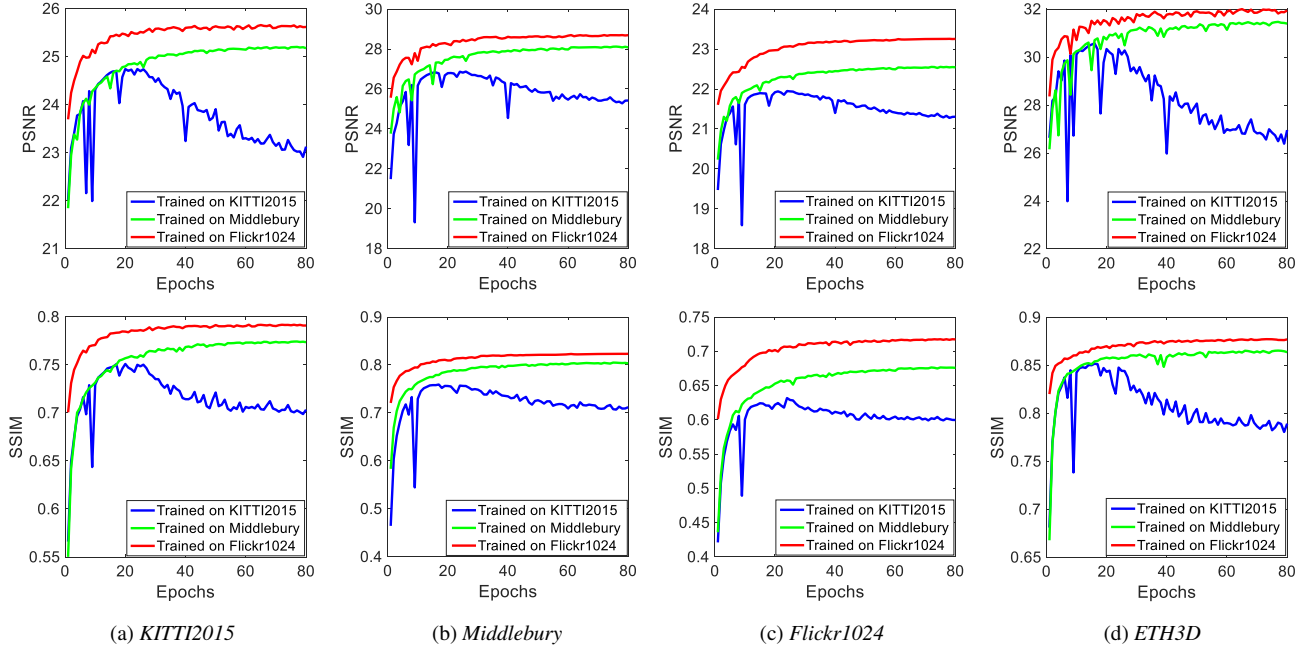 26
25
24
23
22
21
PSNR
Trained on KITTI2015
Trained on Middlebury
Trained on Flickr1024
0 20 40 60 80
Epochs
30
28
26
24
22
20
18
PSNR
Trained on KITTI2015
Trained on Middlebury
Trained on Flickr1024
0 20 40 60 80
Epochs
24
23
22
21
20
19
18
PSNR
Trained on KITTI2015
Trained on Middlebury
Trained on Flickr1024
0 20 40 60 80
Epochs
32
30
28
26
24
22
PSNR
Trained on KITTI2015
Trained on Middlebury
Trained on Flickr1024
0 20 40 60 80
Epochs
0.8
0.75
0.7
0.65
0.6
0.55
SSIM
Trained on KITTI2015
Trained on Middlebury
Trained on Flickr1024
0 20 40 60 80
Epochs
0.9
0.8
0.7
0.6
0.5
0.4
SSIM
Trained on KITTI2015
Trained on Middlebury
Trained on Flickr1024
0 20 40 60 80
Epochs
0.75
0.7
0.65
0.6
0.55
0.5
0.45
0.4
SSIM
Trained on KITTI2015
Trained on Middlebury
Trained on Flickr1024
0 20 40 60 80
Epochs
0.9
0.85
0.8
0.75
0.7
0.65
SSIM
Trained on KITTI2015
Trained on Middlebury
Trained on Flickr1024
0 20 40 60 80
Epochs
(a) KITTI2015
(b) Middlebury
(c) Flickr1024
(d) ETH3D